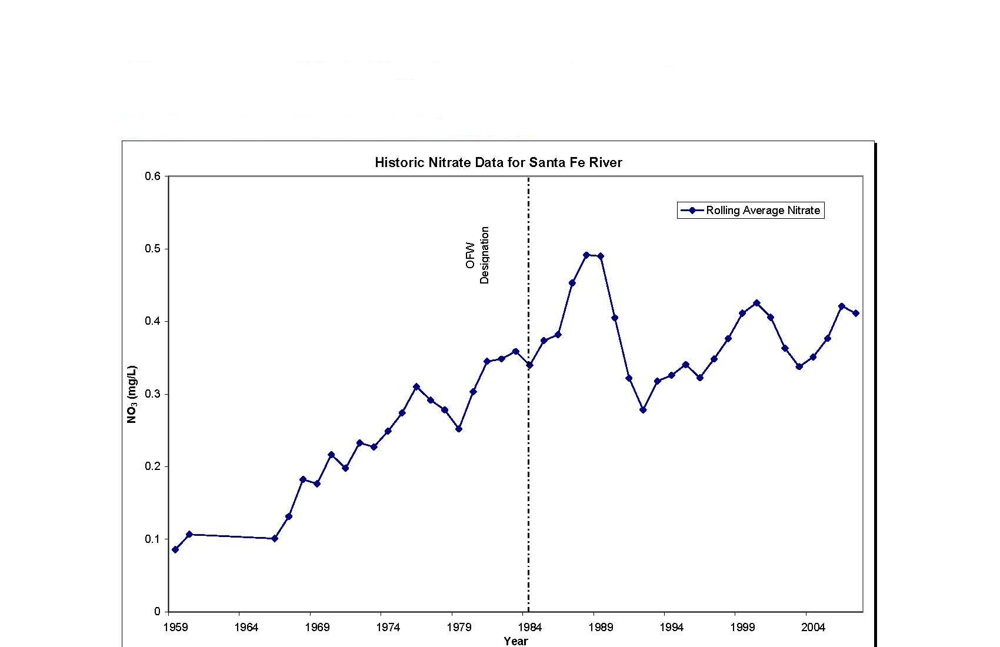 Historic Nitrate Data for Santa Fe River
0.6
0.5
0.4
0.3
0.2
0.1
0
NO₃ (mg/L)
OFW
Designation
Rolling Average Nitrate
1959 1964 1969 1974 1979 1984 1989 1994 1999 2004
Year